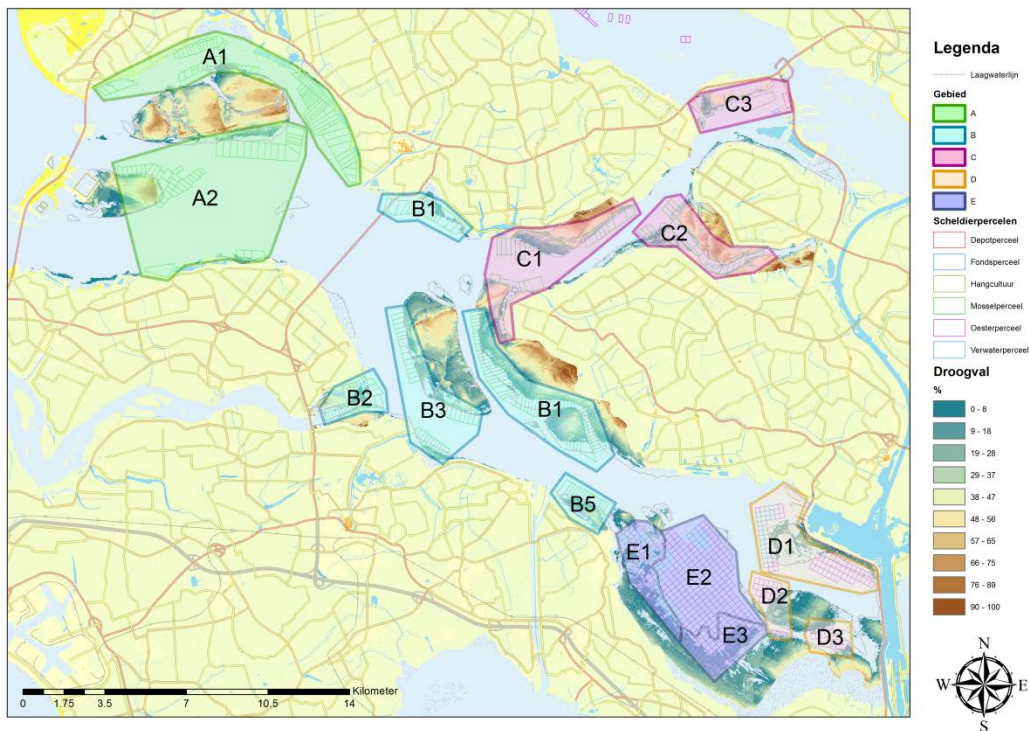 A1
A2
B1
C3
C1
C2
B2
B3
B1
B5
E1
E2
E3
D1
D2
D3
Kilometer
0 1.75 3.5 7 10.5 14
Legenda
Laagwaterlijn
Gebied
A
B
C
D
E
Scheldierpercelen
Depotperceel
Fondsperceel
Hangcultuur
Mosselperceel
Oesterperceel
Verwaterperceel
Droogval
%
0 - 8
9 - 18
19 - 28
29 - 37
38 - 47
48 - 56
57 - 65
66 - 75
76 - 89
90 - 100
N
W E
S